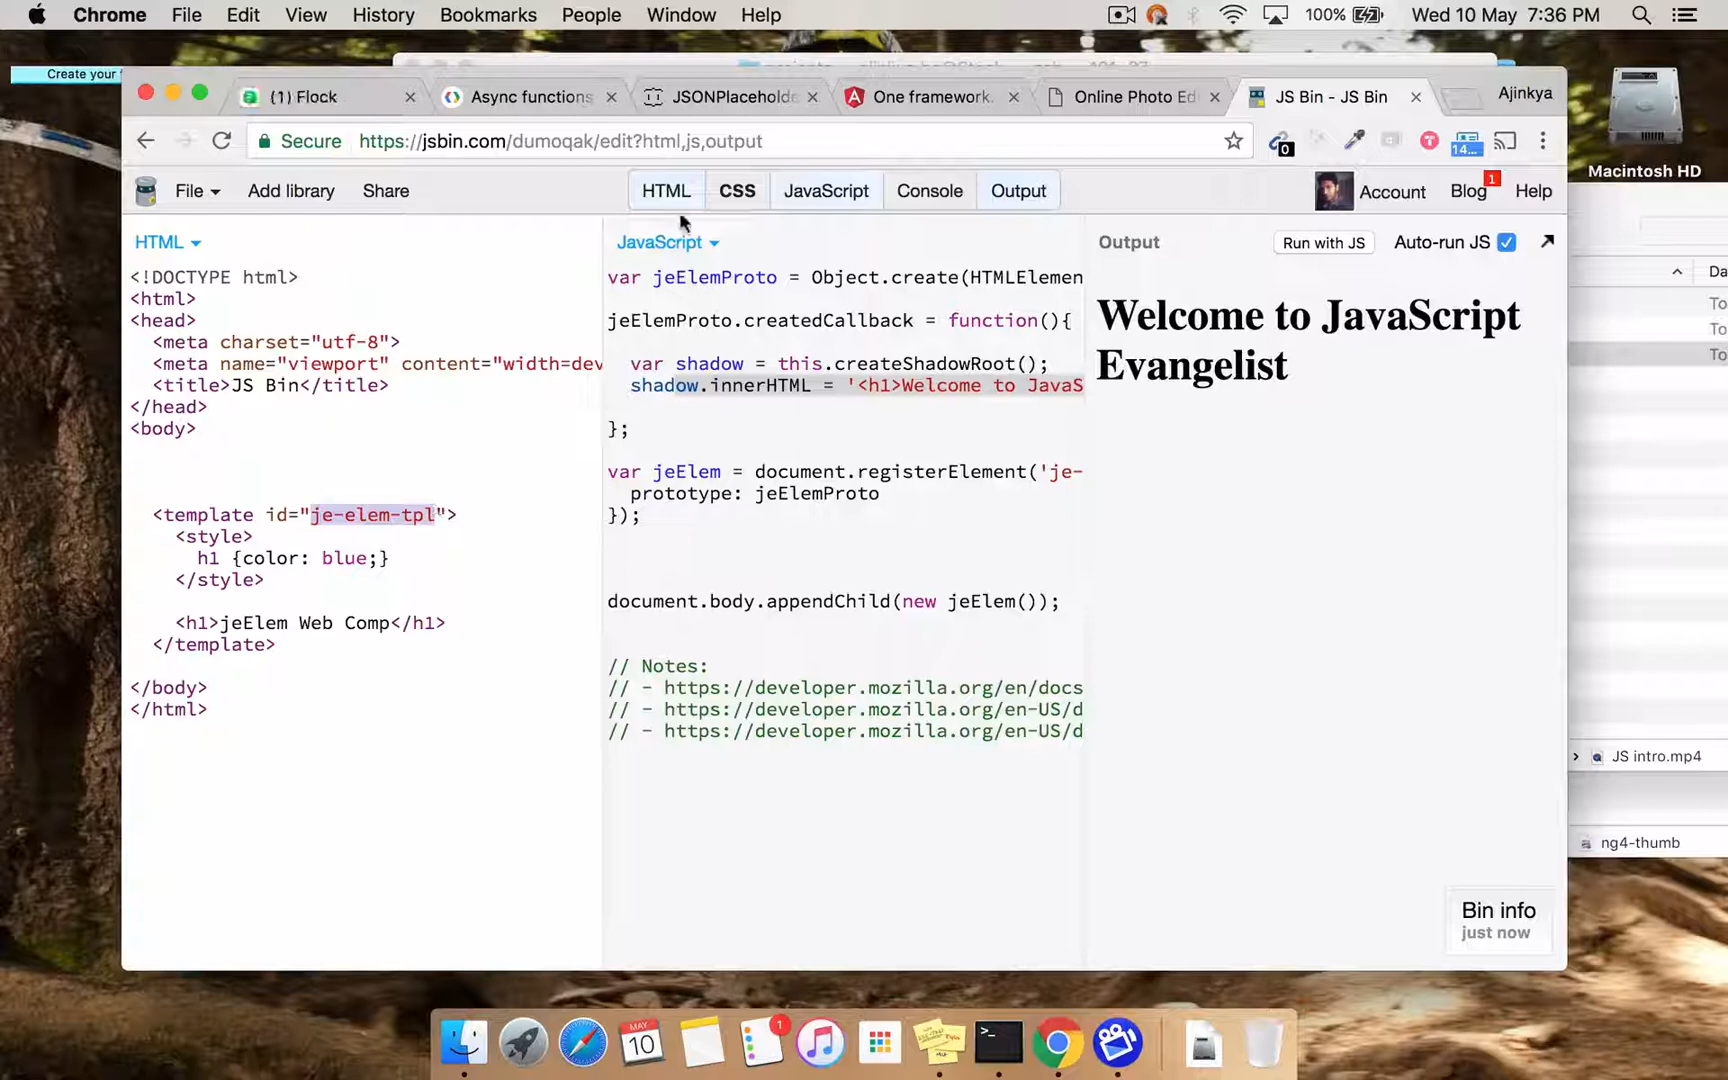 Chrome File Edit View History Bookmarks People Window Help 100% Wed 10 May 7:36 PM
Create your
(1) Flock Async functions JSONPlaceholde One framework. Online Photo Ed JS Bin - JS Bin Ajinkya
Secure https://jsbin.com/dumoqak/edit?html,js,output 0 14...
Macintosh HD
File Add library Share HTML CSS JavaScript Console Output Account Blog 1 Help
HTML
<!DOCTYPE html>
<html>
<head>
<meta charset="utf-8">
<meta name="viewport" content="width=dev
<title>JS Bin</title>
</head>
<body>
<template id="je-elem-tpl">
<style>
h1 {color: blue;}
</style>
<h1>jeElem Web Comp</h1>
</template>
</body>
</html>
JavaScript
var jeElemProto = Object.create(HTMLElemen
jeElemProto.createdCallback = function(){
var shadow = this.createShadowRoot();
shadow.innerHTML = '<h1>Welcome to JavaS
};
var jeElem = document.registerElement('je-
prototype: jeElemProto
});
document.body.appendChild(new jeElem());
// Notes:
// - https://developer.mozilla.org/en/docs
// - https://developer.mozilla.org/en-US/d
// - https://developer.mozilla.org/en-US/d
Output Run with JS Auto-run JS
Welcome to JavaScript
Evangelist
Bin info
just now
Da
To
To
To
JS intro.mp4
ng4-thumb
MAY
10
1